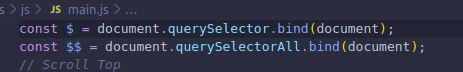 s > js > JS main.js > ...
const $ = document.querySelector.bind(document);
const $$ = document.querySelectorAll.bind(document);
// Scroll Top